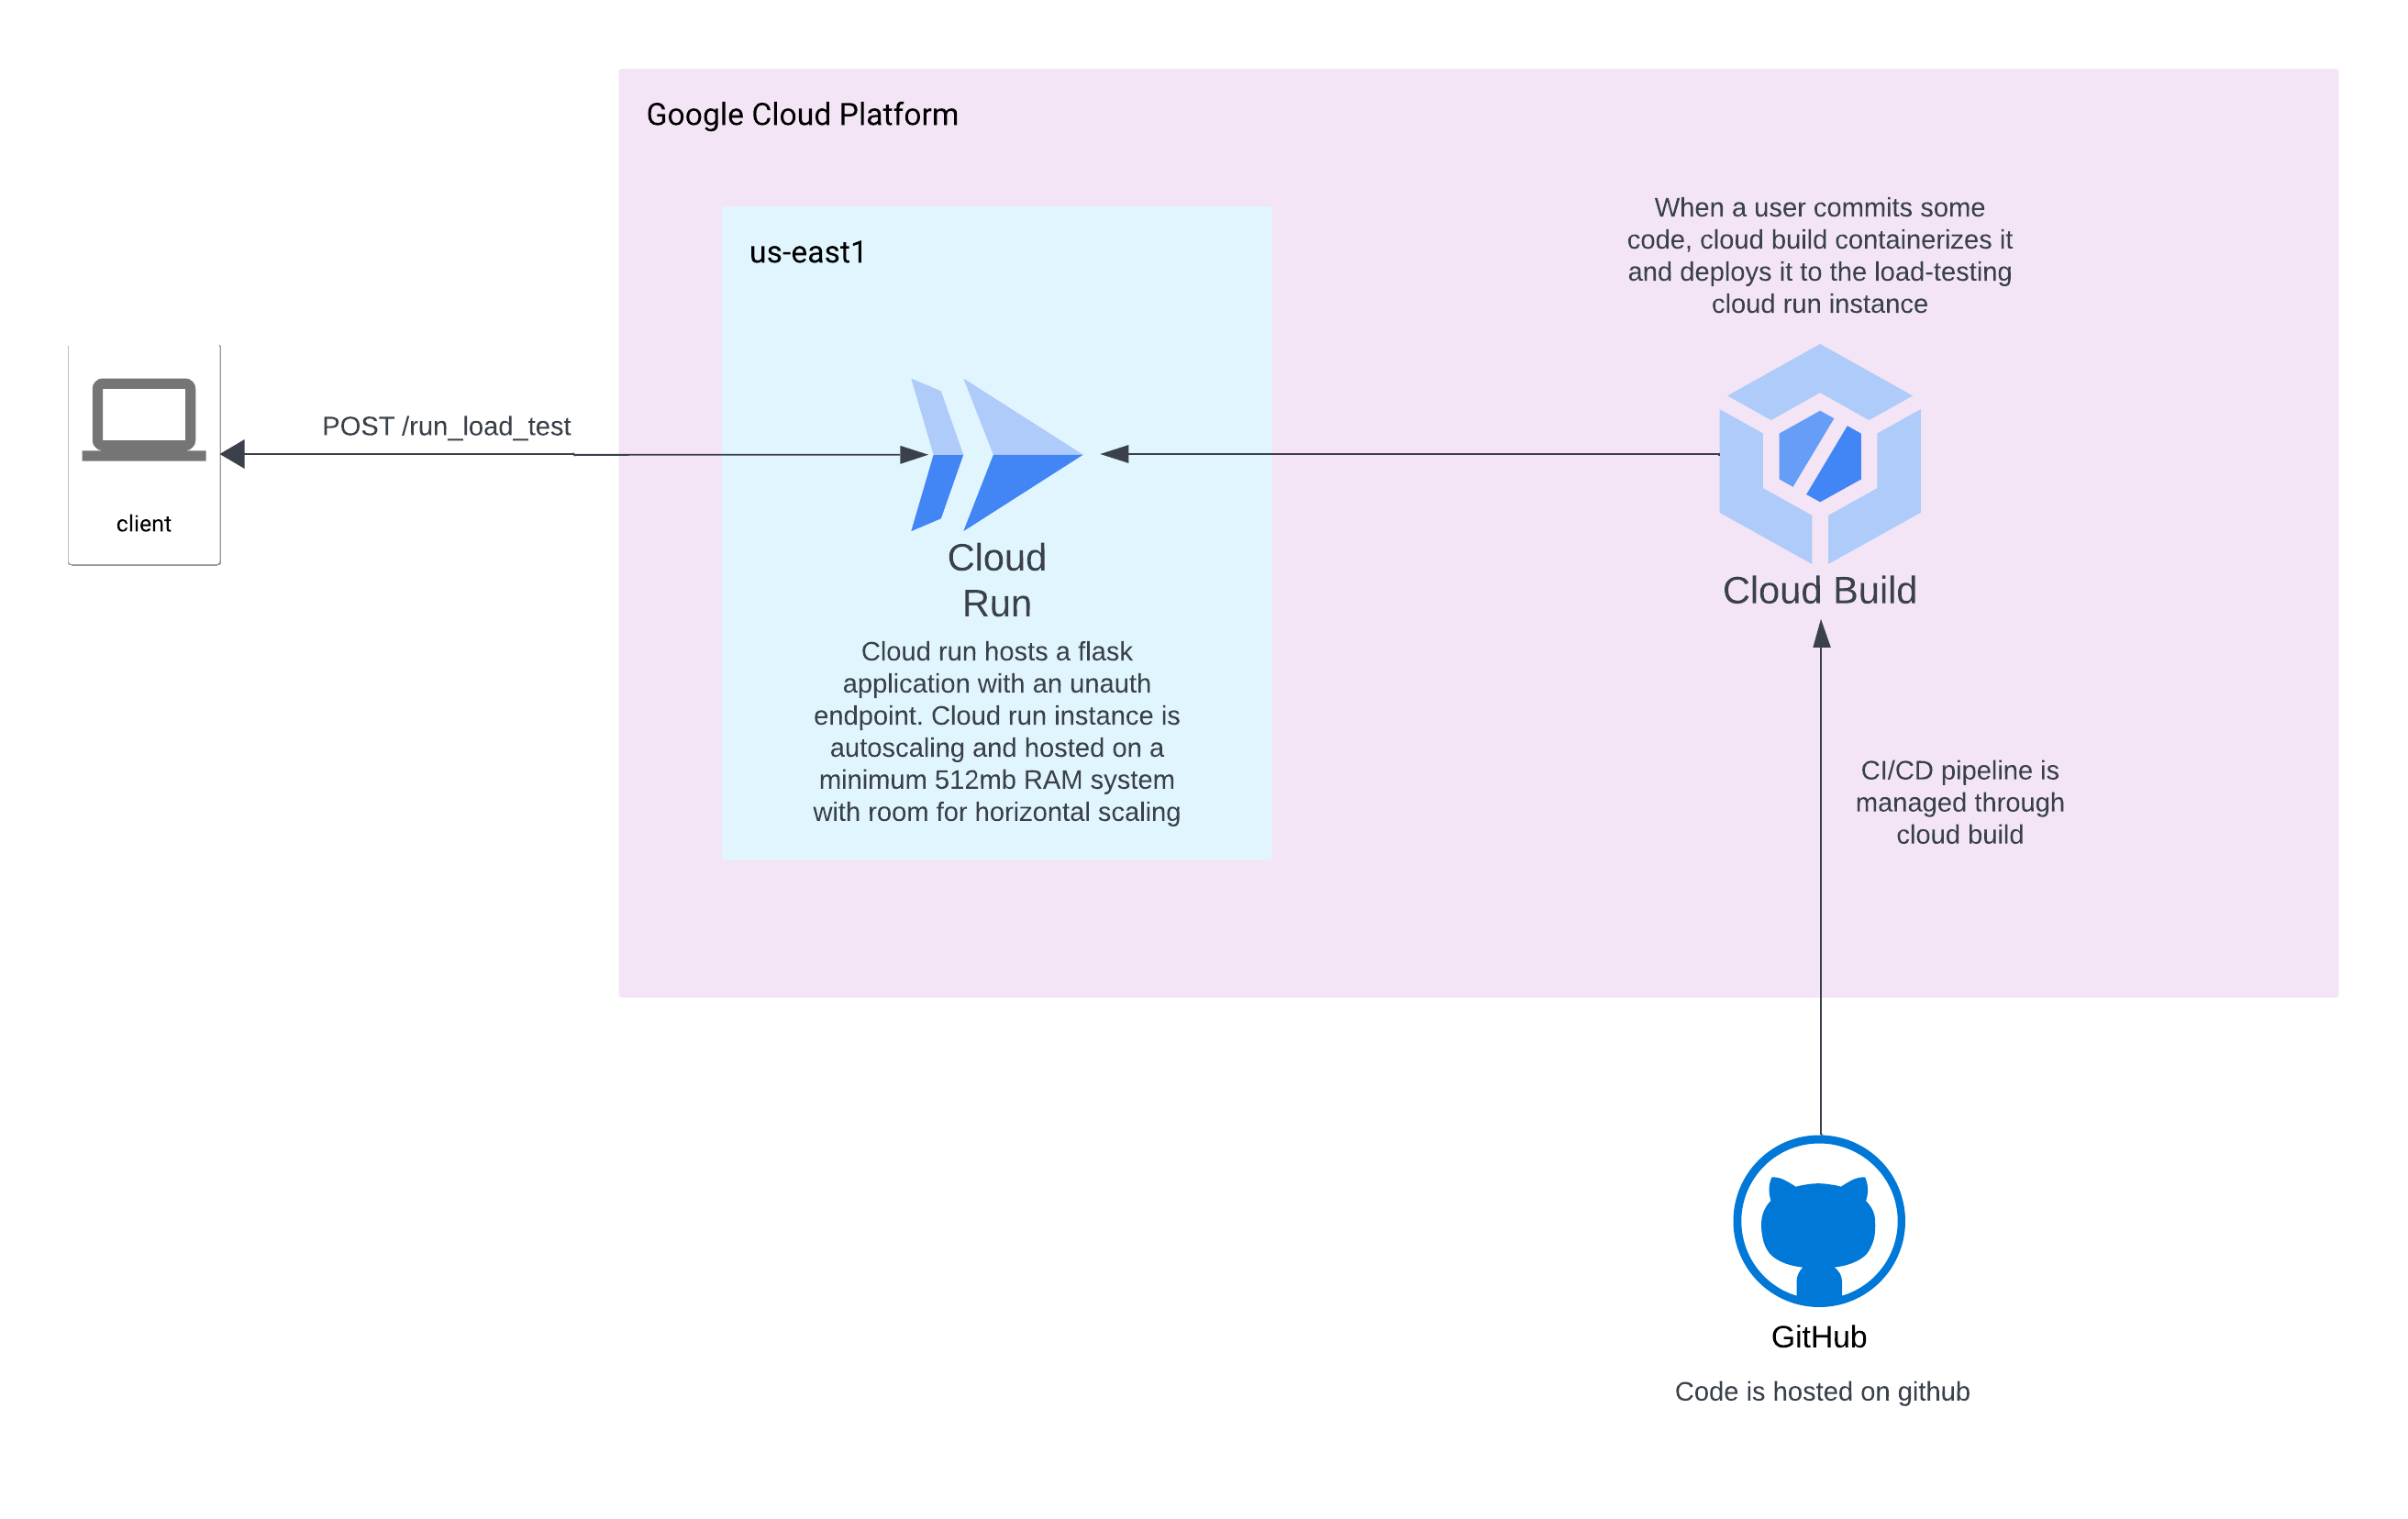 Google Cloud Platform
us-east1
When a user commits some
code, cloud build containerizes it
and deploys it to the load-testing
cloud run instance
POST /run_load_test
client
Cloud
Run
Cloud run hosts a flask
application with an unauth
endpoint. Cloud run instance is
autoscaling and hosted on a
minimum 512mb RAM system
with room for horizontal scaling
Cloud Build
CI/CD pipeline is
managed through
cloud build
GitHub
Code is hosted on github